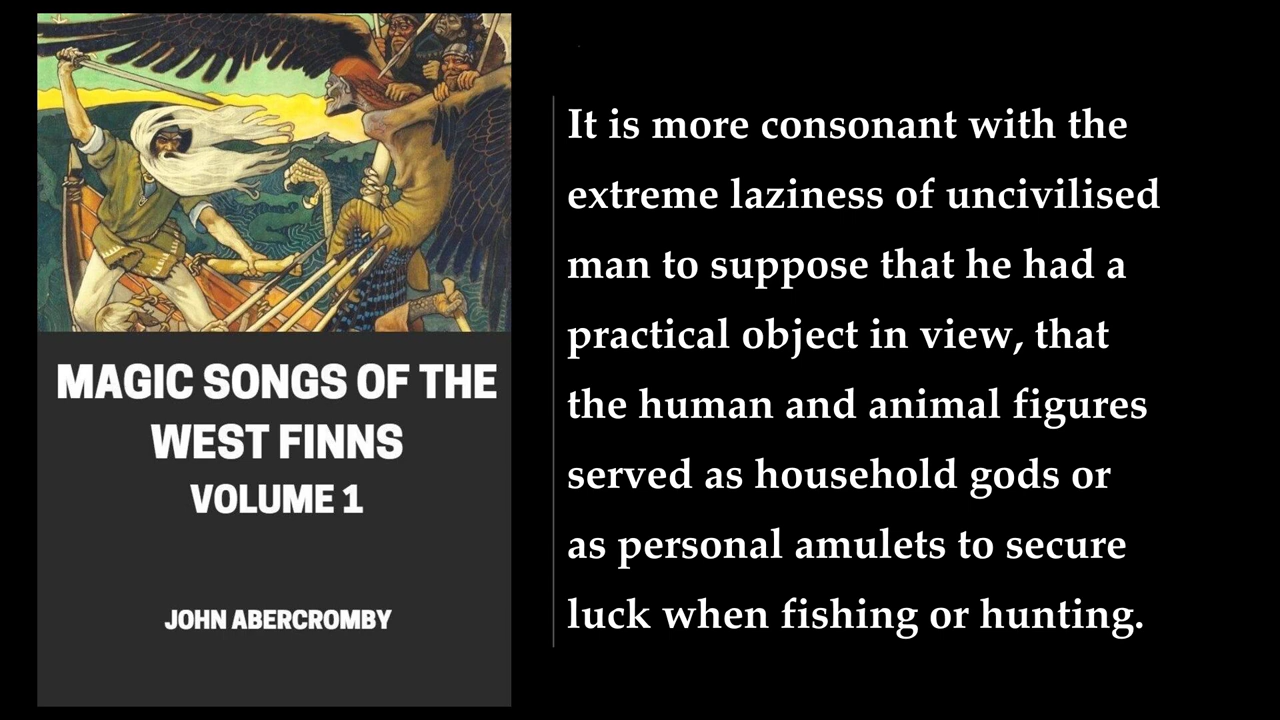 MAGIC SONGS OF THE
WEST FINNS
VOLUME 1
JOHN ABERCROMBY
It is more consonant with the
extreme laziness of uncivilised
man to suppose that he had a
practical object in view, that
the human and animal figures
served as household gods or
as personal amulets to secure
luck when fishing or hunting.